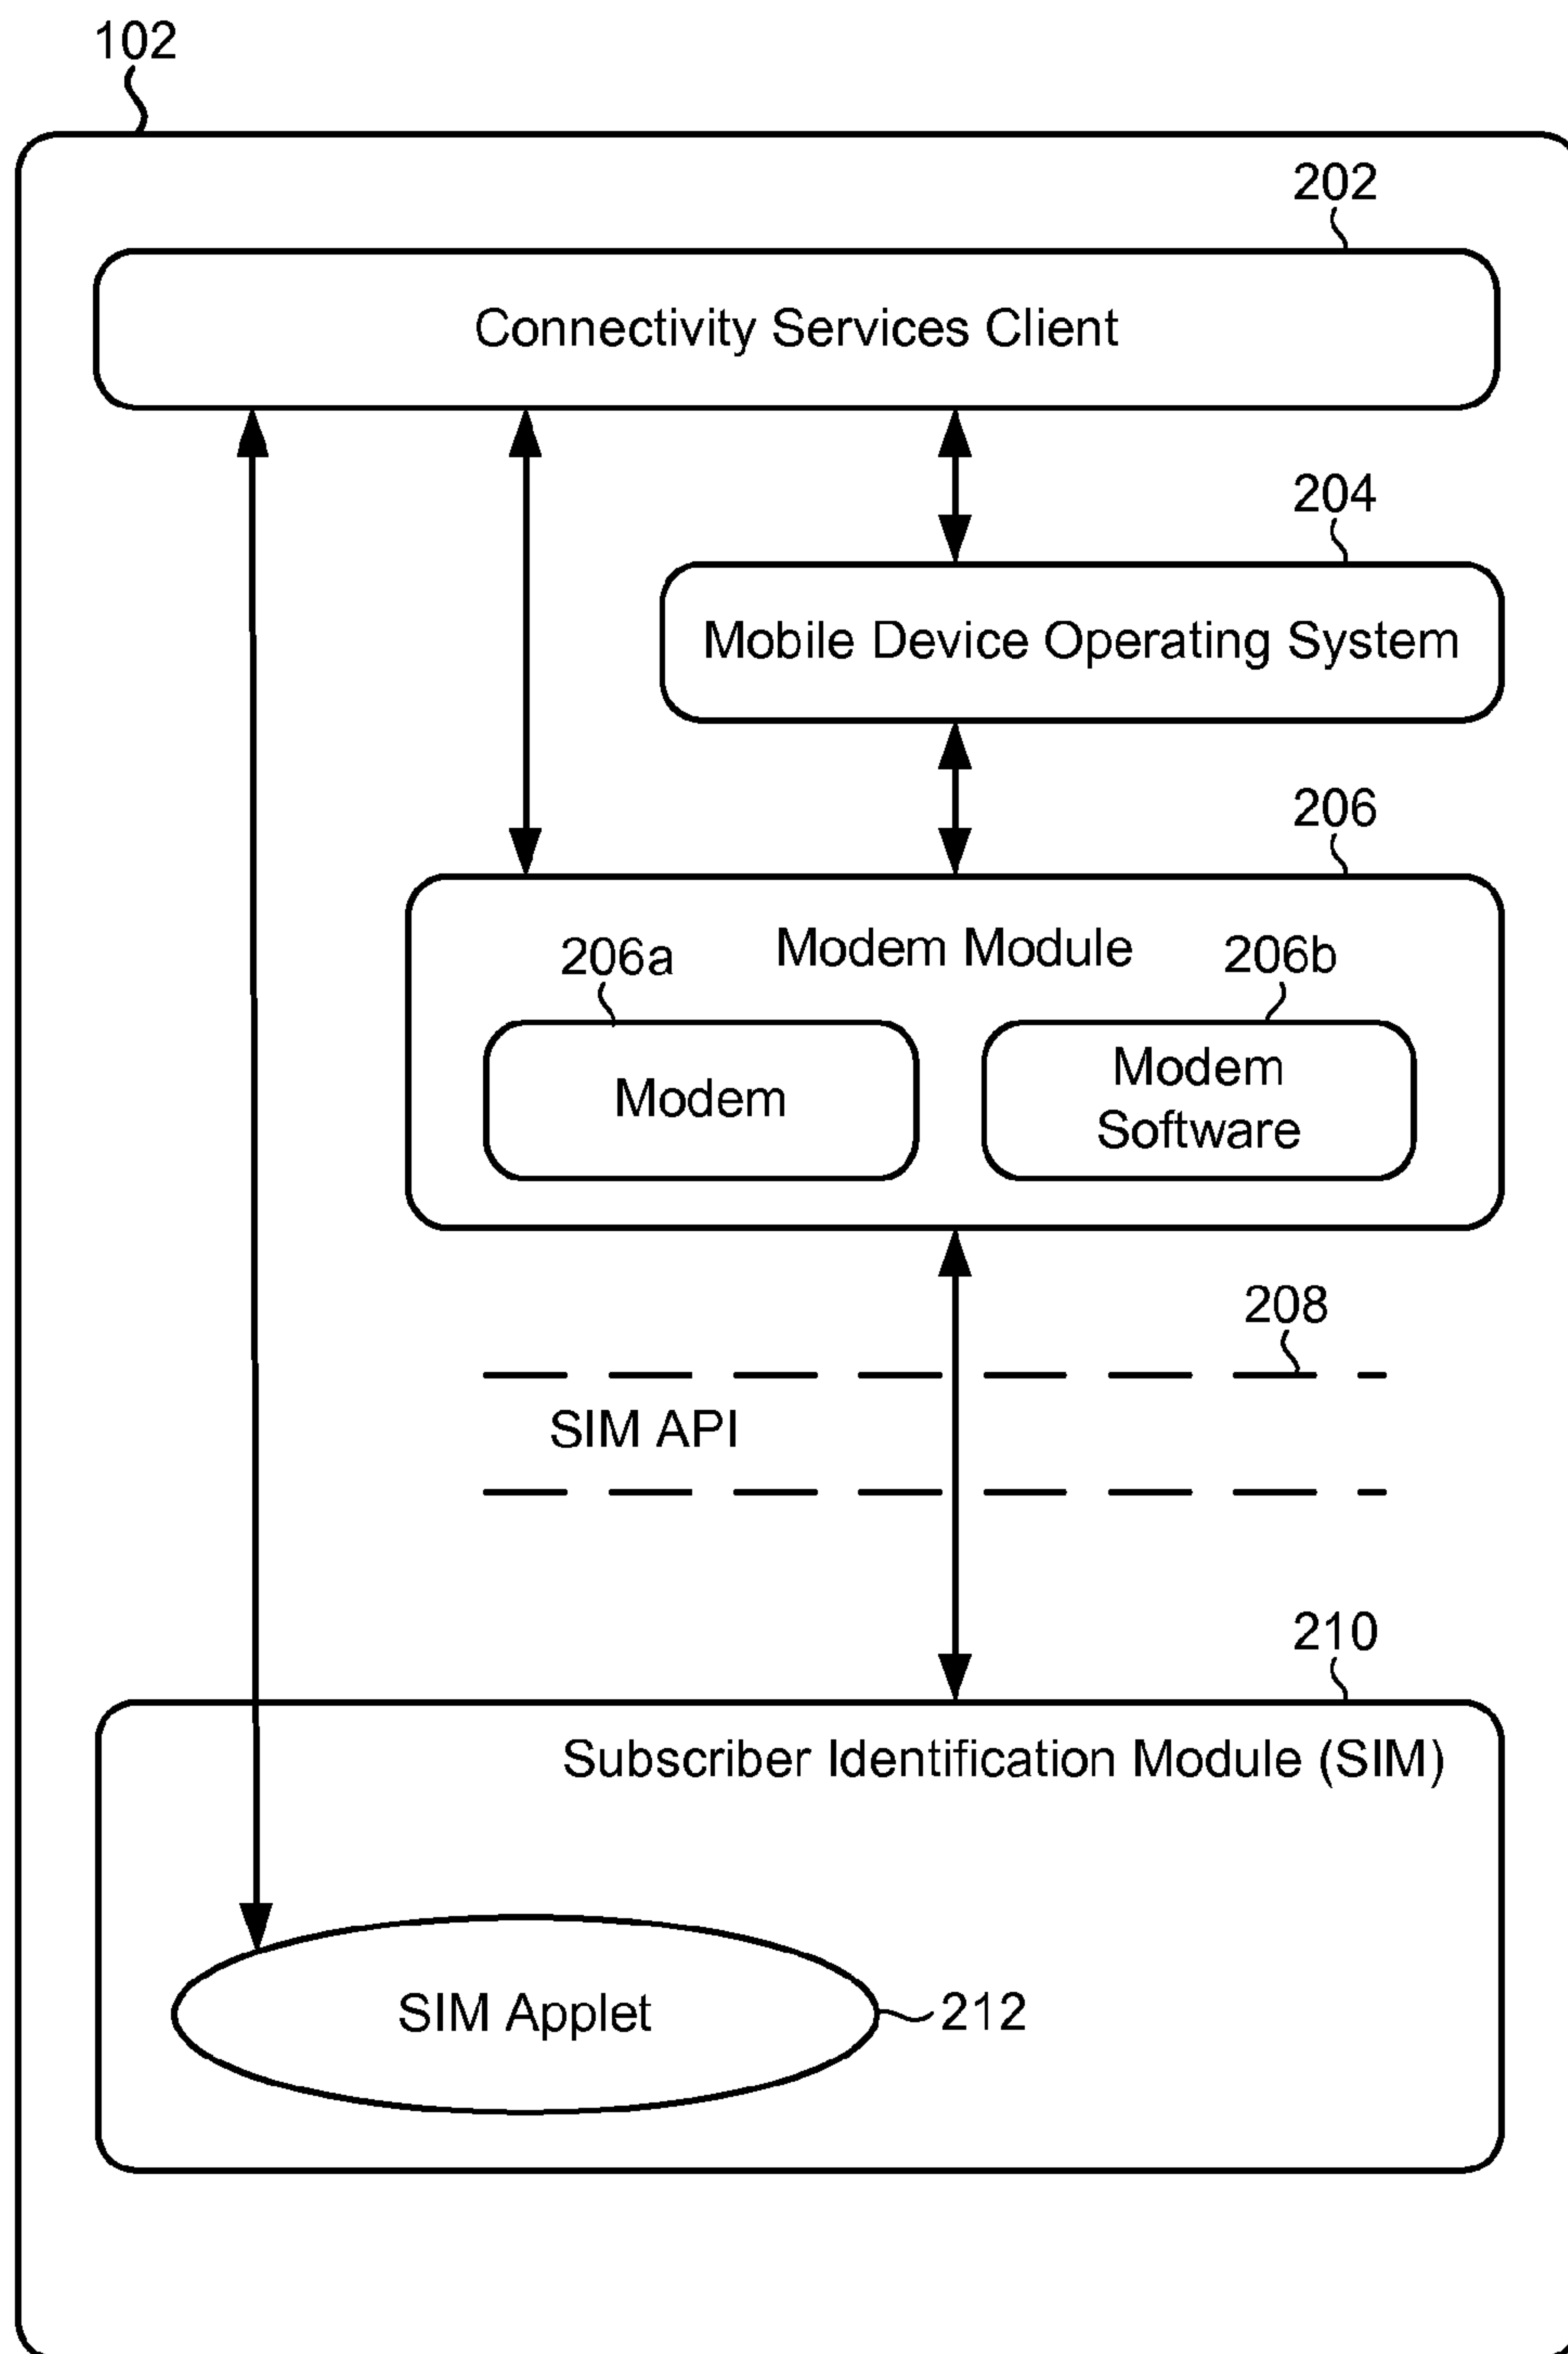 102
202
Connectivity Services Client
204
Mobile Device Operating System
206
Modem Module
206a
206b
Modem
Modem
Software
208
SIM API
210
Subscriber Identification Module (SIM)
SIM Applet
212